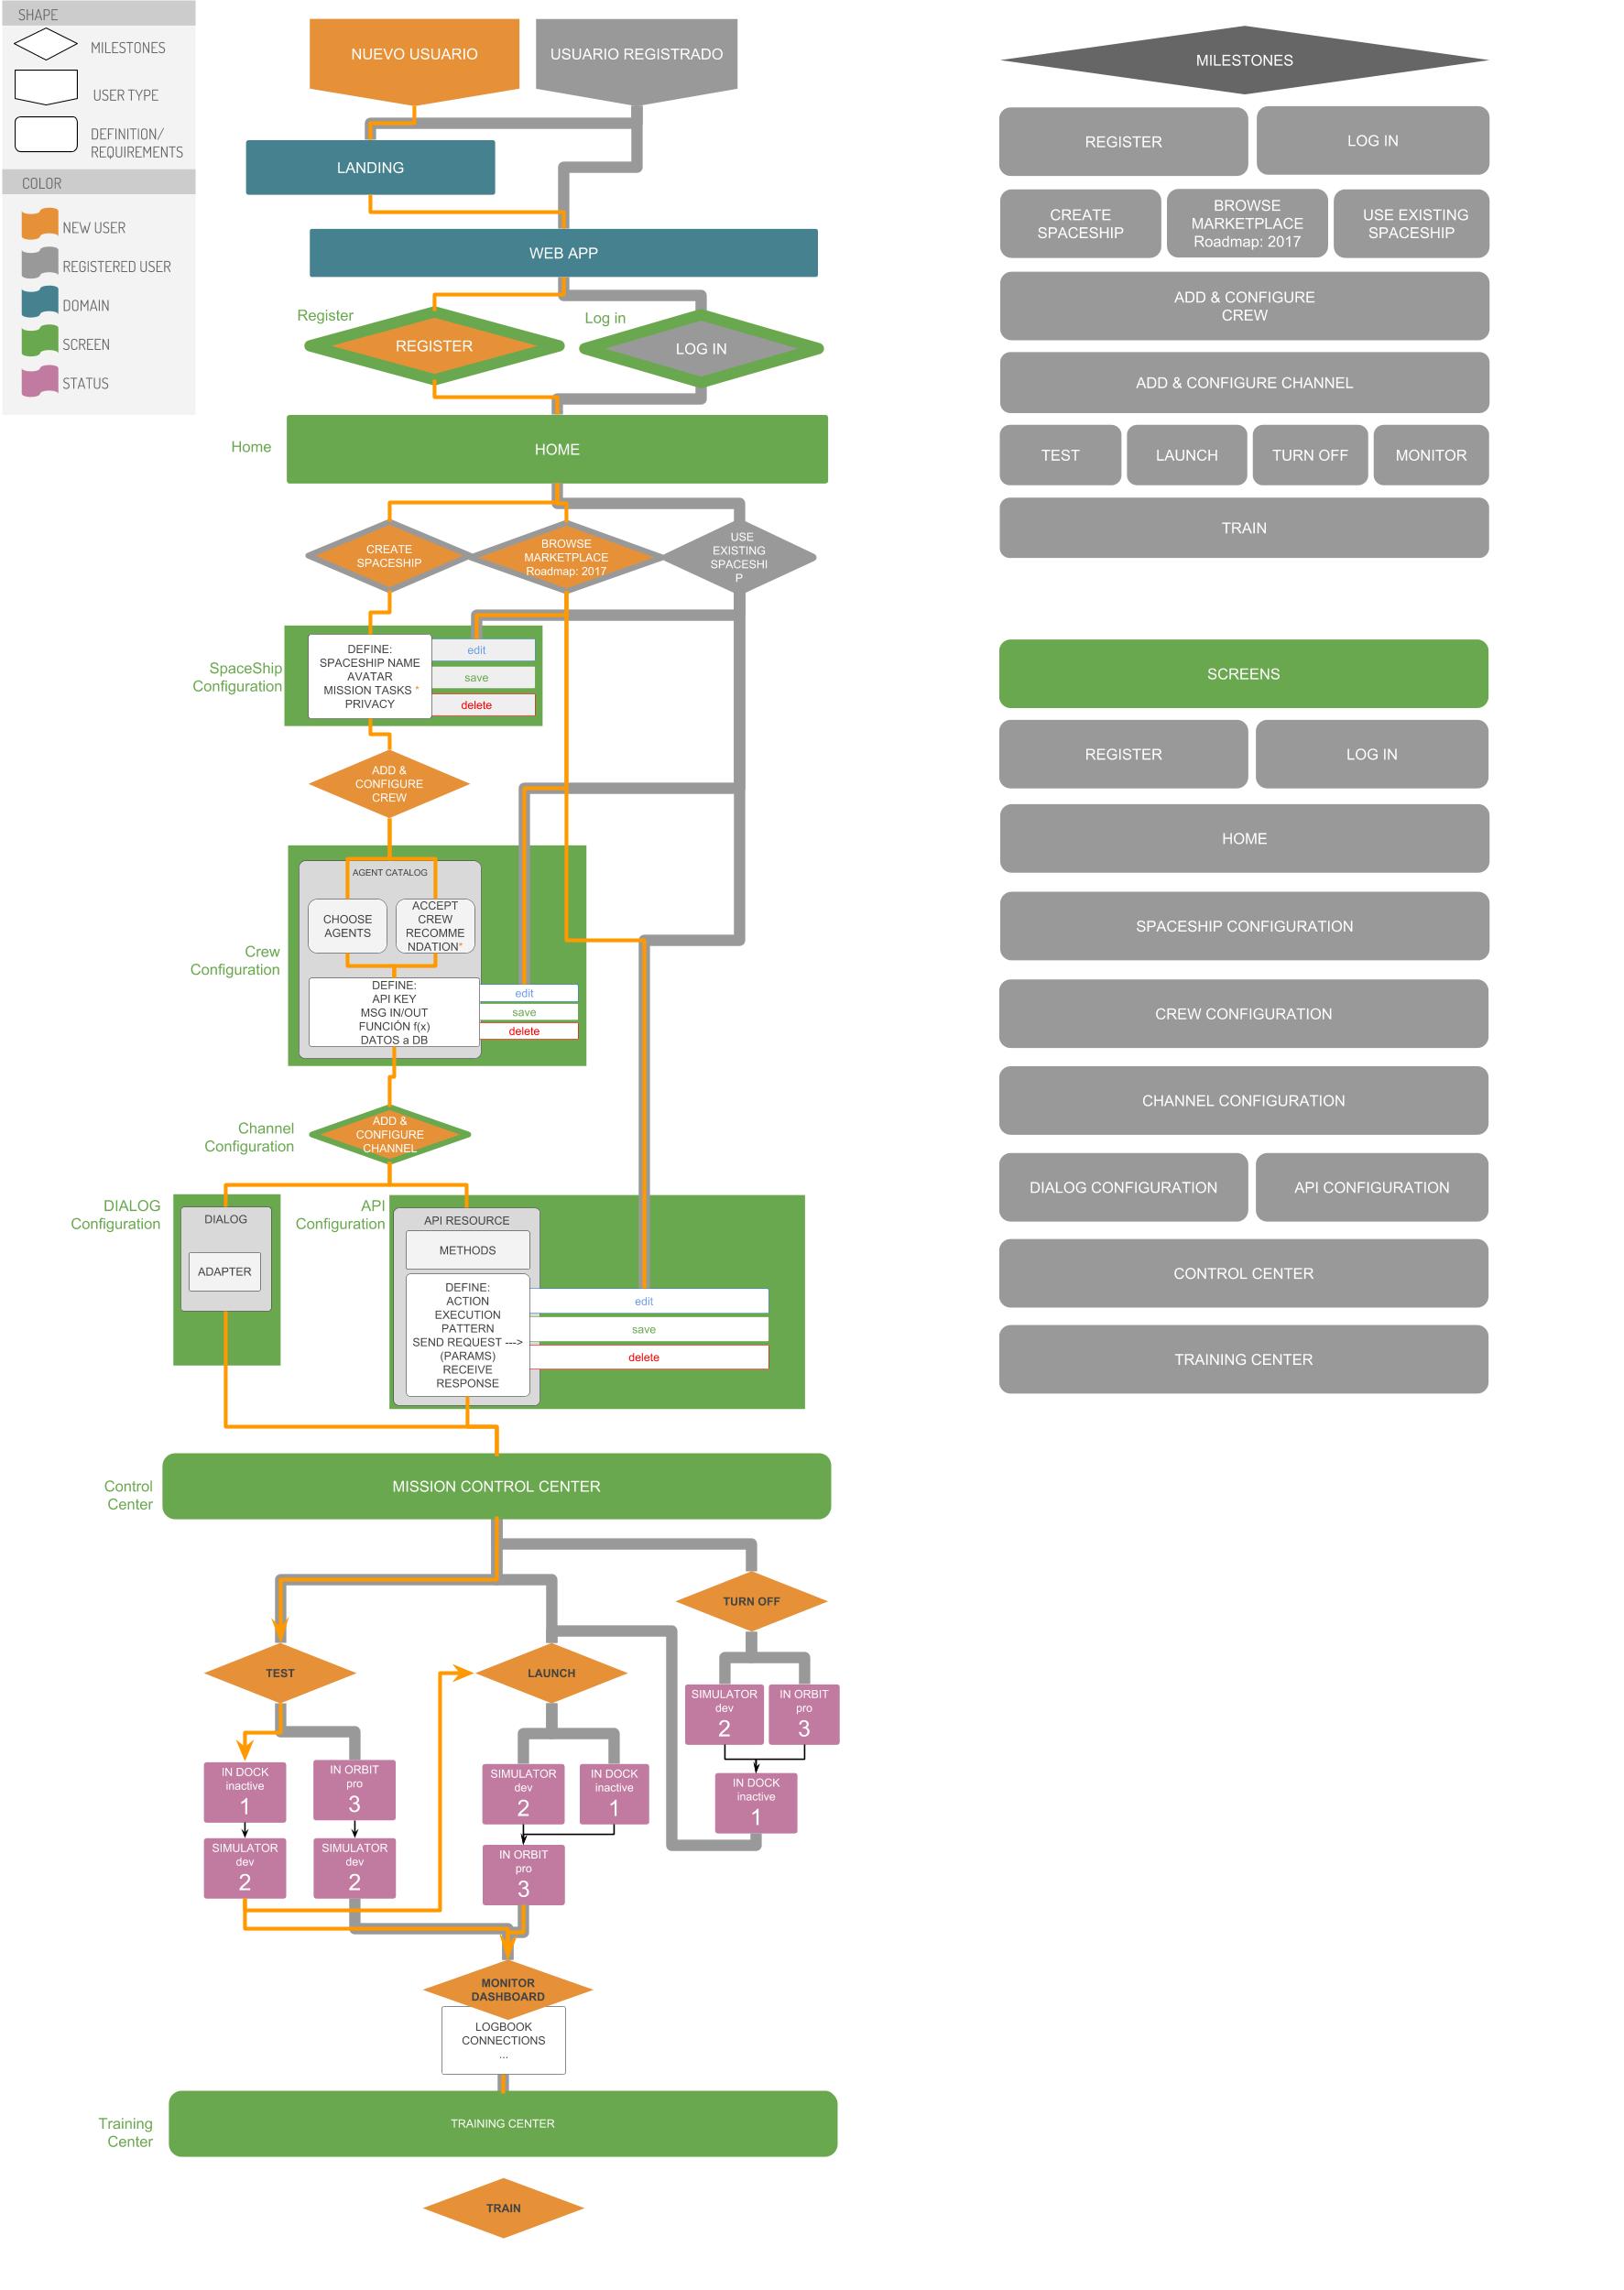 SHAPE
MILESTONES
USER TYPE
DEFINITION/
REQUIREMENTS
COLOR
NEW USER
REGISTERED USER
DOMAIN
SCREEN
STATUS
NUEVO USUARIO
USUARIO REGISTRADO
LANDING
WEB APP
Register
REGISTER
Log in
LOG IN
Home
HOME
CREATE
SPACESHIP
BROWSE
MARKETPLACE
Roadmap: 2017
USE
EXISTING
SPACESHI
P
SpaceShip
Configuration
DEFINE:
SPACESHIP NAME
AVATAR
MISSION TASKS *
PRIVACY
edit
save
delete
ADD &
CONFIGURE
CREW
Crew
Configuration
AGENT CATALOG
CHOOSE
AGENTS
ACCEPT
CREW
RECOMME
NDATION*
DEFINE:
API KEY
MSG IN/OUT
FUNCIÓN f(x)
DATOS a DB
edit
save
delete
Channel
Configuration
ADD &
CONFIGURE
CHANNEL
DIALOG
Configuration
DIALOG
ADAPTER
API
Configuration
API RESOURCE
METHODS
DEFINE:
ACTION
EXECUTION
PATTERN
SEND REQUEST --->
(PARAMS)
RECEIVE
RESPONSE
edit
save
delete
Control
Center
MISSION CONTROL CENTER
TURN OFF
TEST
LAUNCH
SIMULATOR
dev
2
IN ORBIT
pro
3
IN DOCK
inactive
1
IN DOCK
inactive
1
IN ORBIT
pro
3
SIMULATOR
dev
2
SIMULATOR
dev
2
SIMULATOR
dev
2
IN DOCK
inactive
1
IN ORBIT
pro
3
MONITOR
DASHBOARD
LOGBOOK
CONNECTIONS
...
Training
Center
TRAINING CENTER
TRAIN
MILESTONES
REGISTER
LOG IN
CREATE
SPACESHIP
BROWSE
MARKETPLACE
Roadmap: 2017
USE EXISTING
SPACESHIP
ADD & CONFIGURE
CREW
ADD & CONFIGURE CHANNEL
TEST
LAUNCH
TURN OFF
MONITOR
TRAIN
SCREENS
REGISTER
LOG IN
HOME
SPACESHIP CONFIGURATION
CREW CONFIGURATION
CHANNEL CONFIGURATION
DIALOG CONFIGURATION
API CONFIGURATION
CONTROL CENTER
TRAINING CENTER